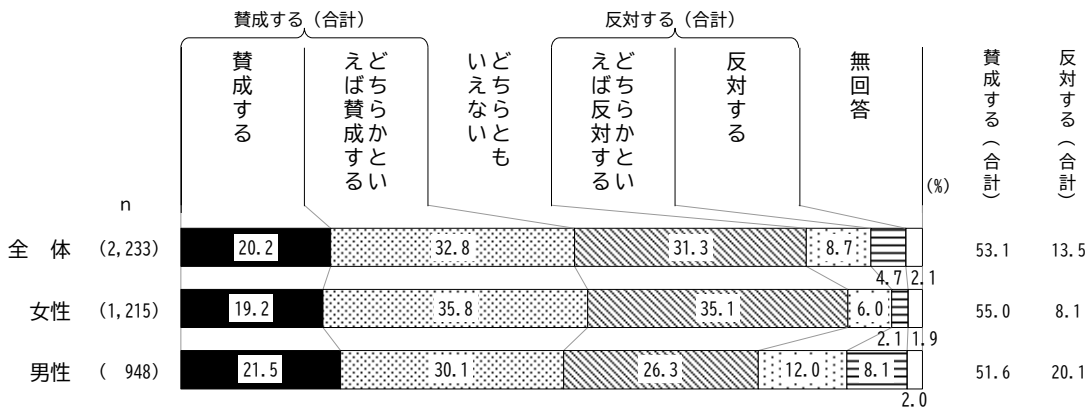 賛成する（合計）
反対する（合計）
賛成する
どちらかとい
えば賛成する
どちらとも
いえない
どちらかとい
えば反対する
反対する
無回答
(%)
賛成する（合計）
反対する（合計）
n
全 体 (2,233) 20.2 32.8 31.3 8.7 4.7 2.1 53.1 13.5
女性 (1,215) 19.2 35.8 35.1 6.0 2.1 1.9 55.0 8.1
男性 ( 948) 21.5 30.1 26.3 12.0 8.1 2.0 51.6 20.1